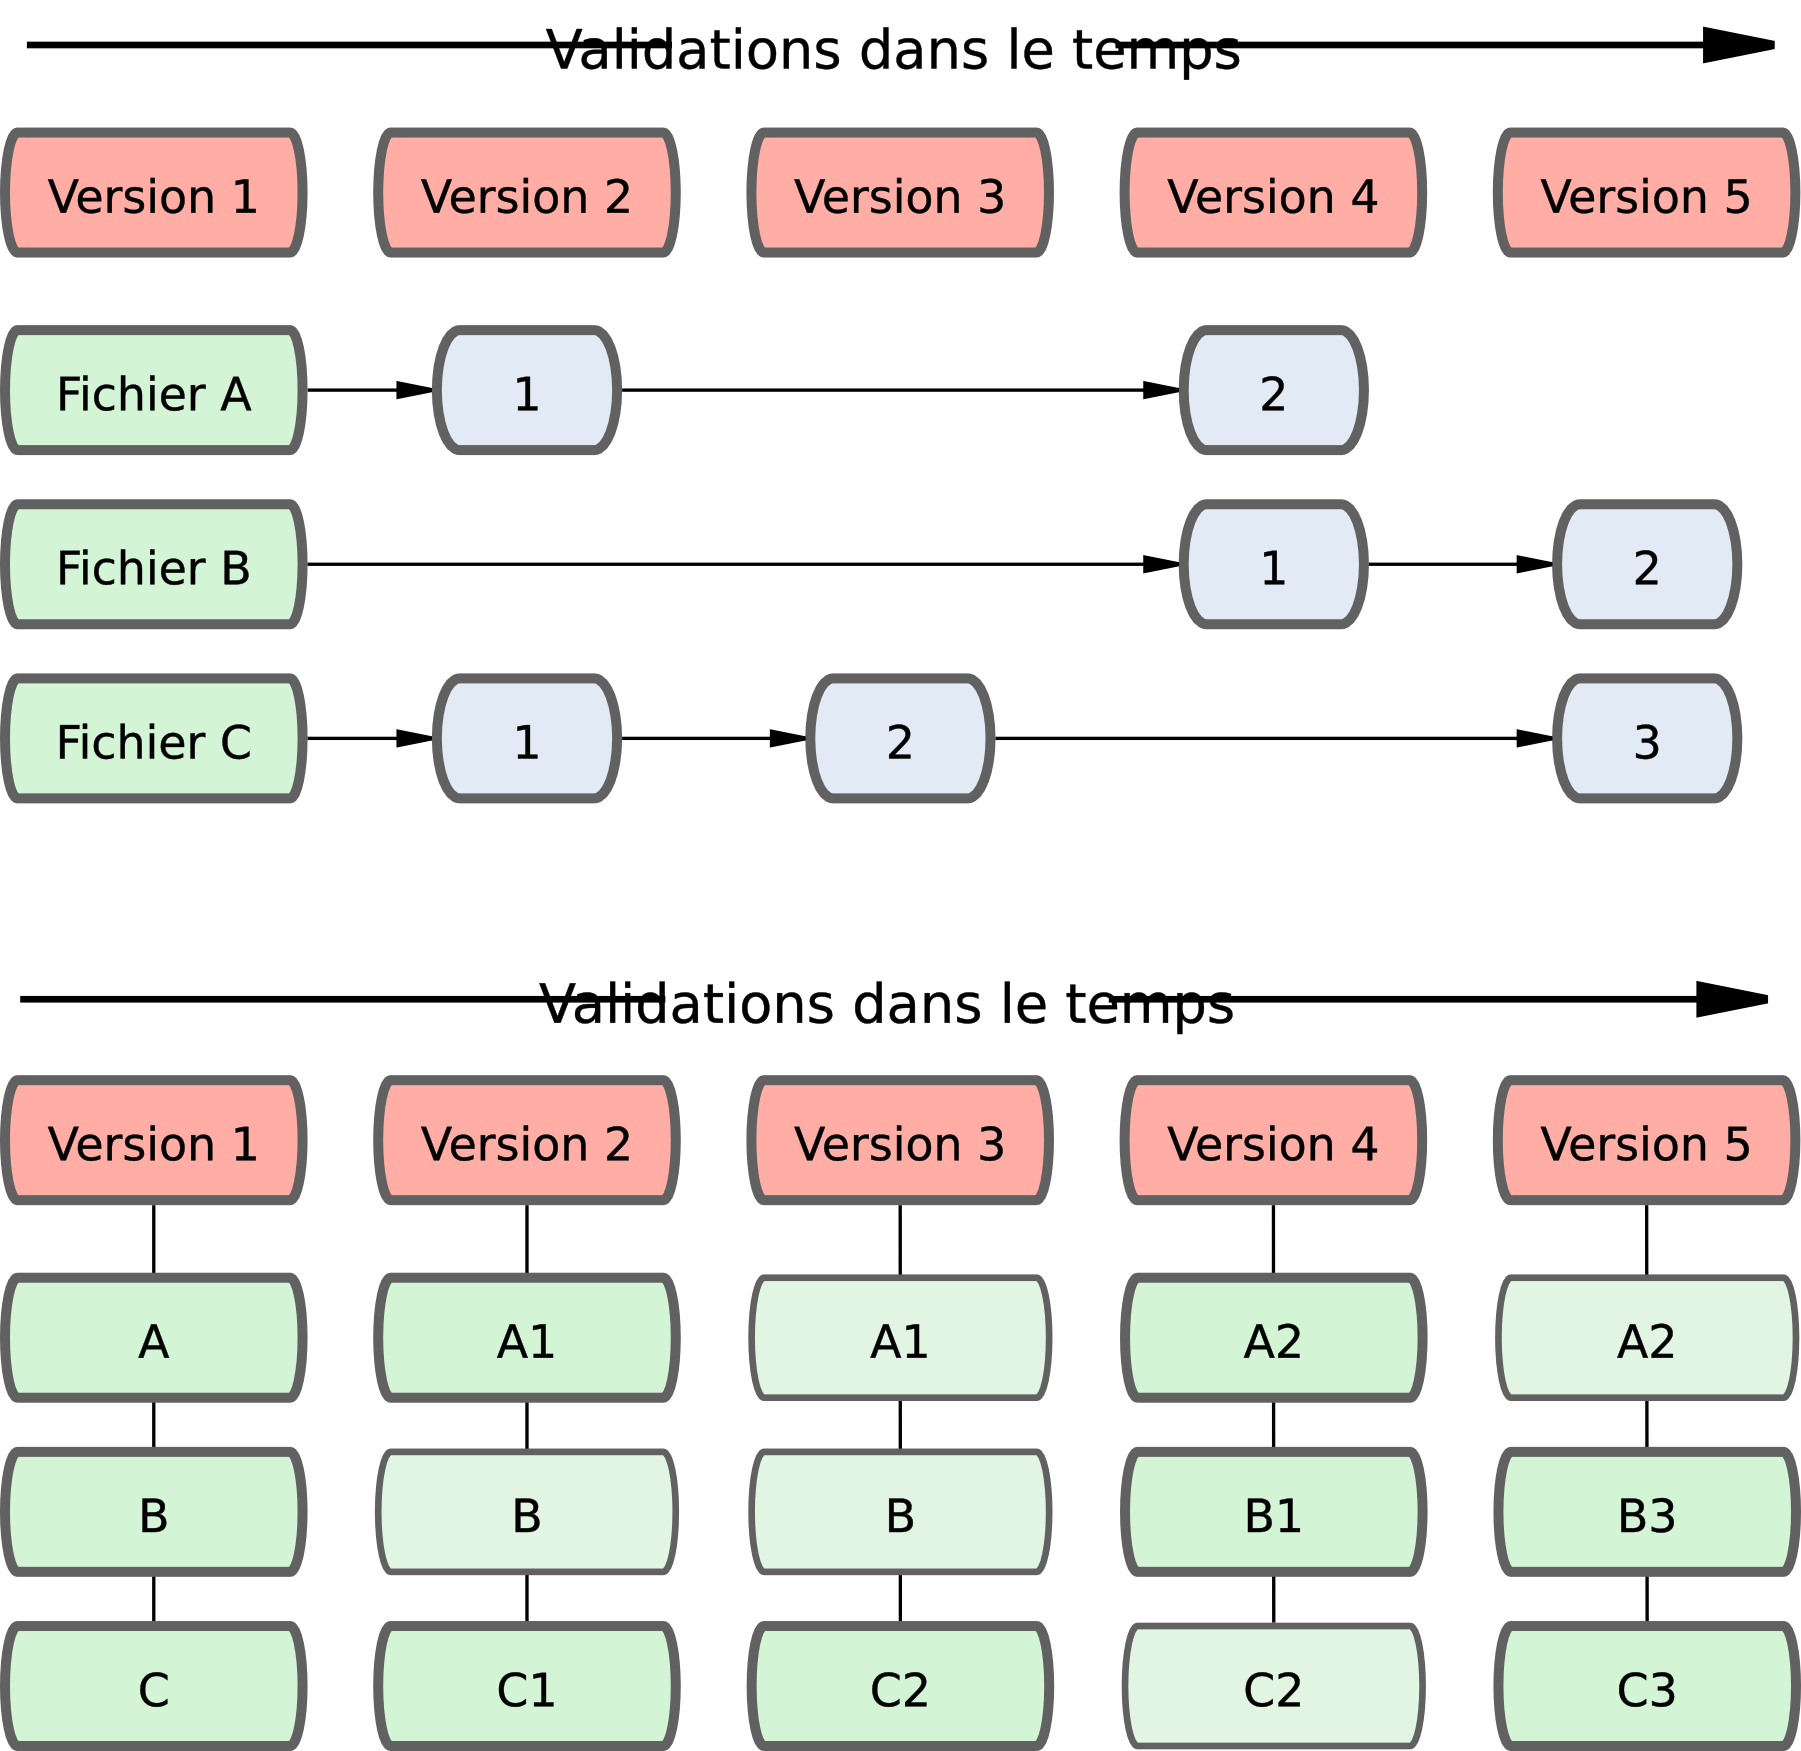 Validations dans le temps
Version 1 Version 2 Version 3 Version 4 Version 5
Fichier A 1 2
Fichier B 1 2
Fichier C 1 2 3
Validations dans le temps
Version 1 Version 2 Version 3 Version 4 Version 5
A A1 A1 A2 A2
B B B B1 B3
C C1 C2 C2 C3